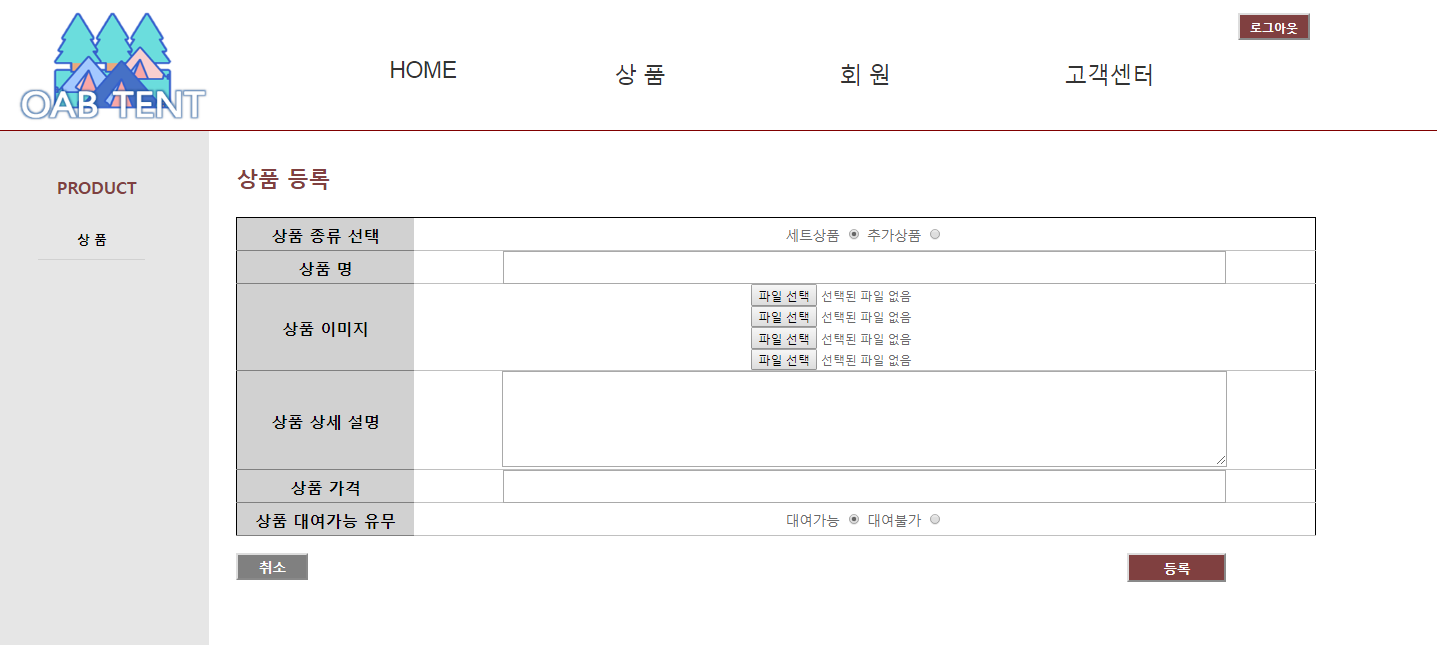 로그아웃
OAB TENT
HOME
상 품
회 원
고객센터
PRODUCT
상 품
상품 등록
상품 종류 선택
세트상품 추가상품
상품 명
상품 이미지
파일 선택 선택된 파일 없음
파일 선택 선택된 파일 없음
파일 선택 선택된 파일 없음
파일 선택 선택된 파일 없음
상품 상세 설명
상품 가격
상품 대여가능 유무
대여가능 대여불가
취소
등록